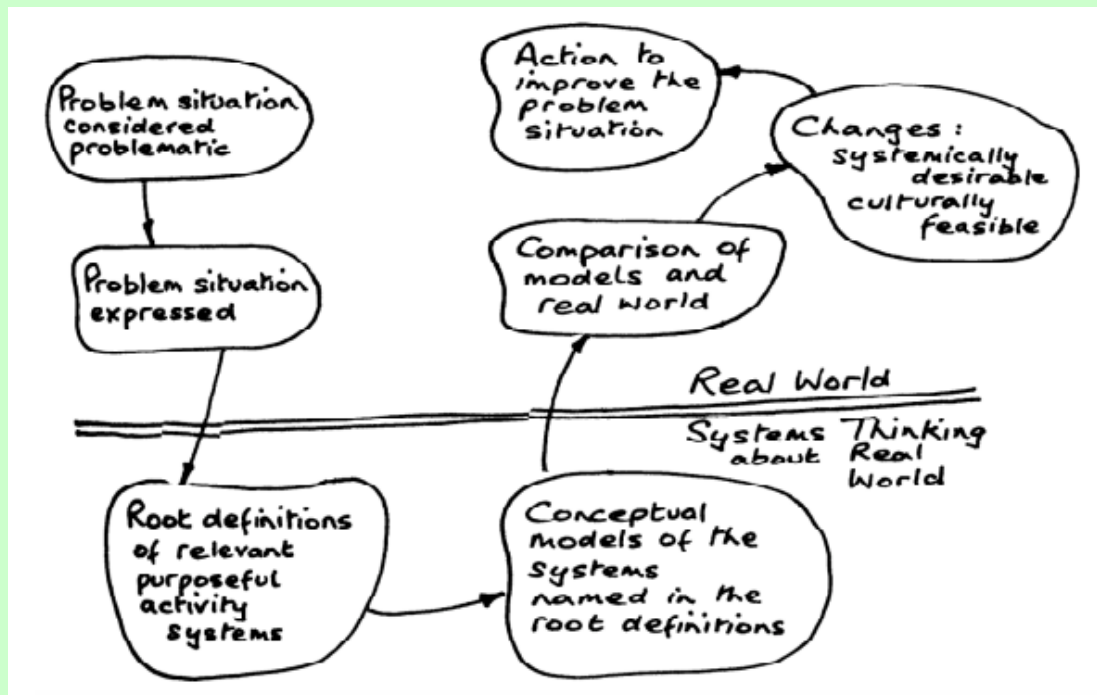 Problem situation
considered
problematic
Problem situation
expressed
Root definitions
of relevant
purposeful
activity
systems
Conceptual
models of the
systems
named in the
root definitions
Comparison of
models and
real world
Changes:
systemically
desirable
culturally
feasible
Action to
improve the
problem
situation
Real World
Systems Thinking
about Real
World